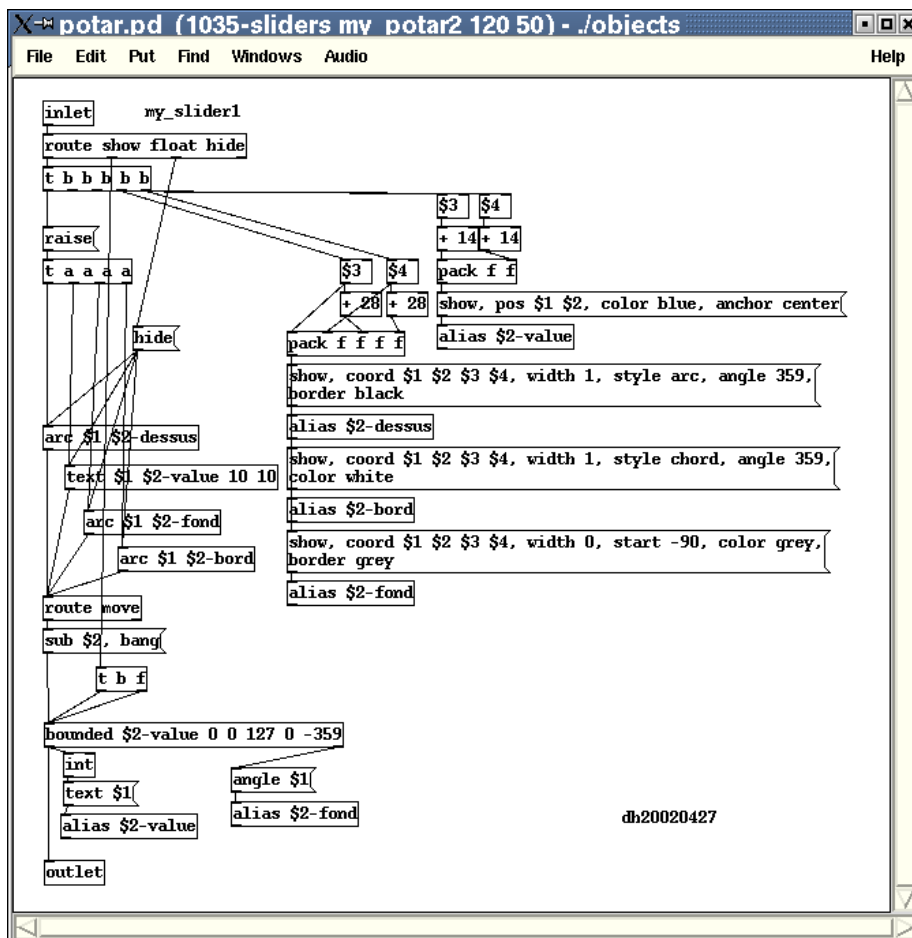 potar.pd (1035-sliders my_potar2 120 50) - ./objects
File Edit Put Find Windows Audio Help
inlet
my_slider1
route show float hide
t b b b b b
$3
$4
raise
+ 14
+ 14
t a a a a
$3
$4
pack f f
+ 28
+ 28
show, pos $1 $2, color blue, anchor center
hide
pack f f f f
alias $2-value
show, coord $1 $2 $3 $4, width 1, style arc, angle 359,
border black
arc $1 $2-dessus
alias $2-dessus
text $1 $2-value 10 10
show, coord $1 $2 $3 $4, width 1, style chord, angle 359,
color white
arc $1 $2-fond
alias $2-bord
arc $1 $2-bord
show, coord $1 $2 $3 $4, width 0, start -90, color grey,
border grey
alias $2-fond
route move
sub $2, bang
t b f
bounded $2-value 0 0 127 0 -359
int
angle $1
text $1
alias $2-value
alias $2-fond
dh20020427
outlet